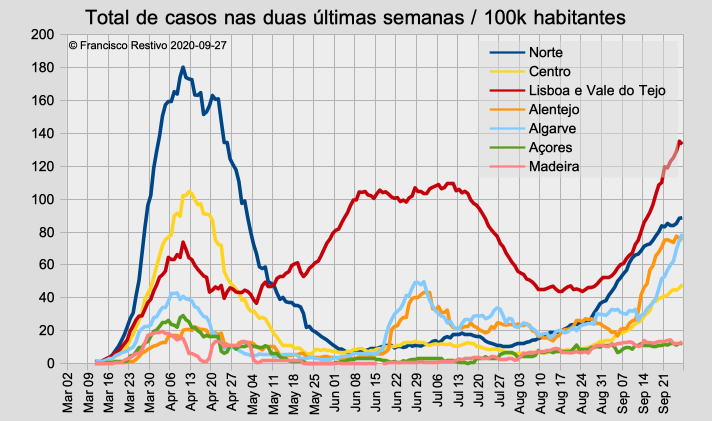 Total de casos nas duas últimas semanas / 100k habitantes
© Francisco Restivo 2020-09-27
Norte
Centro
Lisboa e Vale do Tejo
Alentejo
Algarve
Açores
Madeira
200
180
160
140
120
100
80
60
40
20
0
Mar 02
Mar 09
Mar 16
Mar 23
Mar 30
Apr 06
Apr 13
Apr 20
Apr 27
May 04
May 11
May 18
May 25
Jun 01
Jun 08
Jun 15
Jun 22
Jun 29
Jul 06
Jul 13
Jul 20
Jul 27
Aug 03
Aug 10
Aug 17
Aug 24
Aug 31
Sep 07
Sep 14
Sep 21